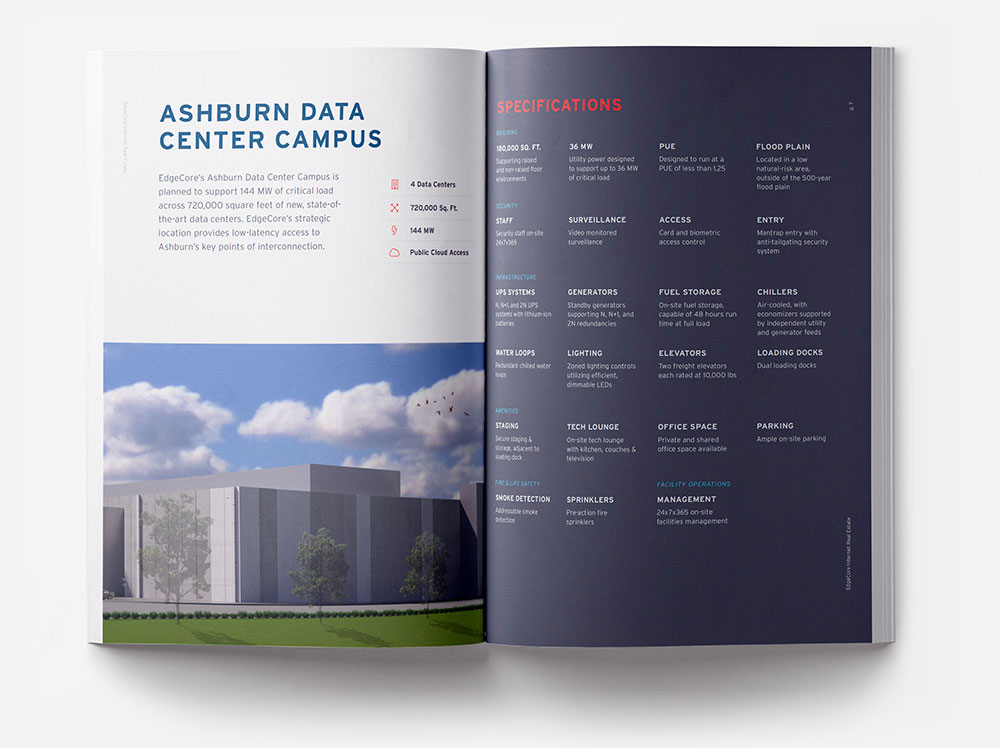 EdgeCore Internet Real Estate
ASHBURN DATA
CENTER CAMPUS
EdgeCore's Ashburn Data Center Campus is
planned to support 144 MW of critical load
across 720,000 square feet of new, state-of-
the-art data centers. EdgeCore's strategic
location provides low-latency access to
Ashburn's key points of interconnection.
4 Data Centers
720,000 Sq. Ft.
144 MW
Public Cloud Access
SPECIFICATIONS
p. 7
BUILDING
180,000 SQ. FT.
Supporting raised
and non-raised floor
environments
36 MW
Utility power designed
to support up to 36 MW
of critical load
PUE
Designed to run at a
PUE of less than 1.25
FLOOD PLAIN
Located in a low
natural-risk area,
outside of the 500-year
flood plain
SECURITY
STAFF
Security staff on-site
24x7x365
SURVEILLANCE
Video monitored
surveillance
ACCESS
Card and biometric
access control
ENTRY
Mantrap entry with
anti-tailgating security
system
INFRASTRUCTURE
UPS SYSTEMS
N, N+1, and 2N UPS
systems with lithium-ion
batteries
GENERATORS
Standby generators
supporting N, N+1, and
2N redundancies
FUEL STORAGE
On-site fuel storage,
capable of 48 hours run
time at full load
CHILLERS
Air-cooled, with
economizers supported
by independent utility
and generator feeds
WATER LOOPS
Redundant chilled water
loops
LIGHTING
Zoned lighting controls
utilizing efficient,
dimmable LEDs
ELEVATORS
Two freight elevators
each rated at 10,000 lbs
LOADING DOCKS
Dual loading docks
AMENITIES
STAGING
Secure staging &
storage, adjacent to
loading dock
TECH LOUNGE
On-site tech lounge
with kitchen, couches &
television
OFFICE SPACE
Private and shared
office space available
PARKING
Ample on-site parking
FIRE & LIFE SAFETY
SMOKE DETECTION
Addressable smoke
detection
SPRINKLERS
Pre-action fire
sprinklers
FACILITY OPERATIONS
MANAGEMENT
24x7x365 on-site
facilities management
EdgeCore Internet Real Estate